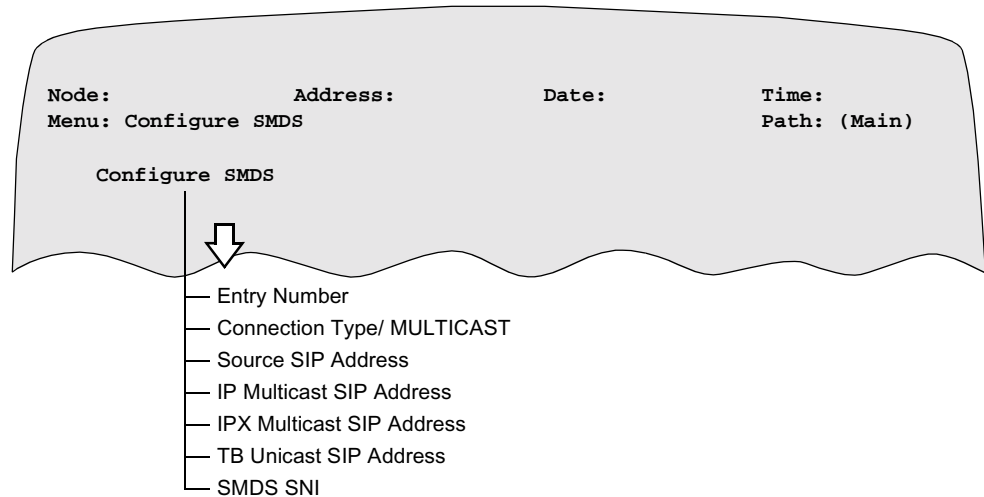 Node: Address: Date: Time:
Menu: Configure SMDS Path: (Main)
Configure SMDS
Entry Number
Connection Type/ MULTICAST
Source SIP Address
IP Multicast SIP Address
IPX Multicast SIP Address
TB Unicast SIP Address
SMDS SNI